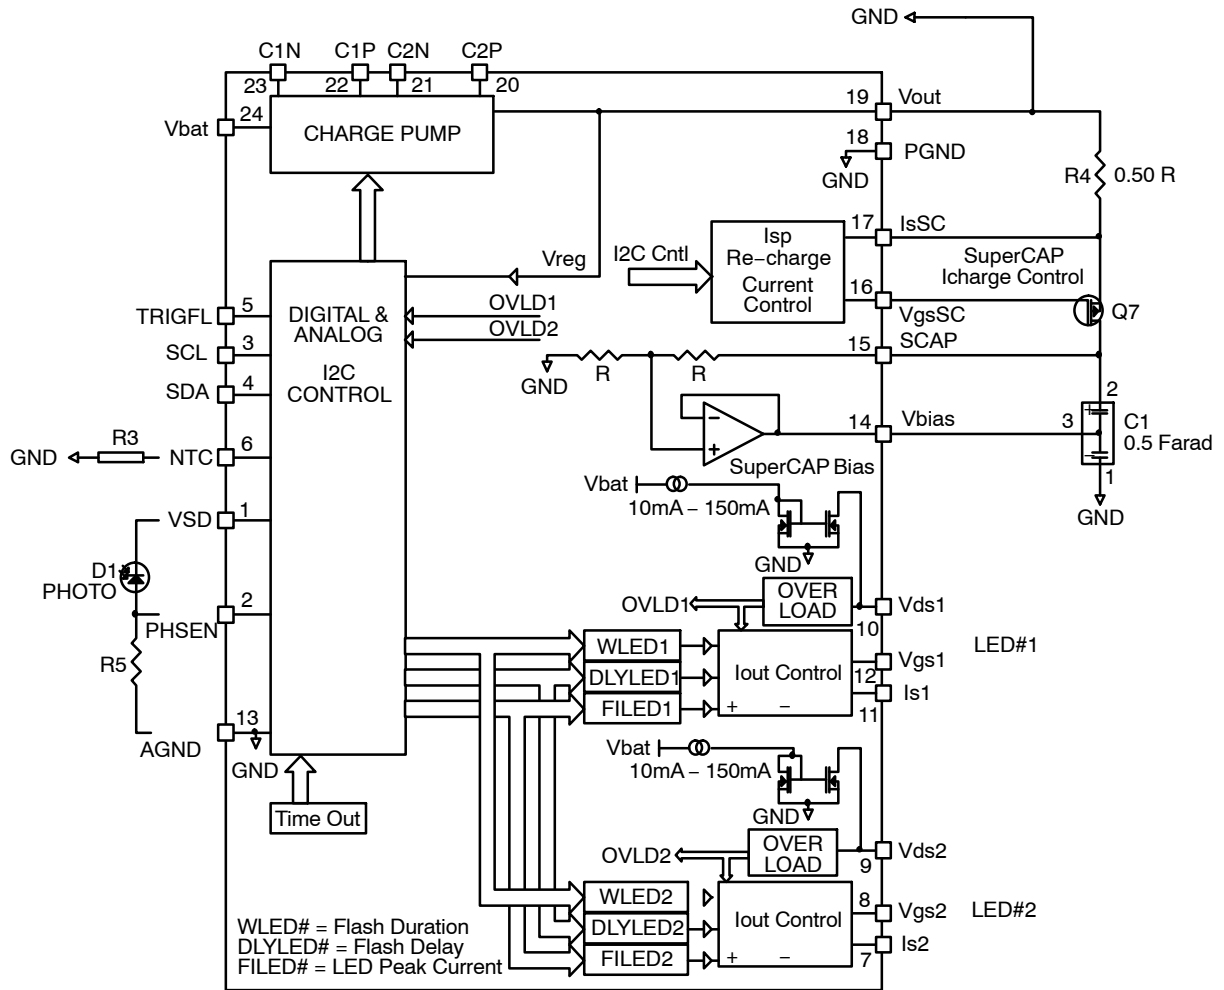 GND
C1N C1P C2N C2P
23 22 21 20
Vbat 24
CHARGE PUMP
19 Vout
18 PGND
GND
R4 0.50 R
17 IsSC
Isp
Re-charge
Current
Control
I2C Cntl
16 VgsSC
SuperCAP
Icharge Control
Q7
Vreg
OVLD1
OVLD2
DIGITAL &
ANALOG
I2C
CONTROL
TRIGFL 5
SCL 3
SDA 4
GND R3 NTC 6
VSD 1
D1
PHOTO
PHSEN 2
R5
AGND 13
GND
Time Out
15 SCAP
GND R R
− +
SuperCAP Bias
14 Vbias
2
+
3
−
1
C1
0.5 Farad
GND
Vbat
10mA − 150mA
GND
OVLD1
OVER
LOAD
Vds1
10
WLED1
DLYLED1
FILED1
Iout Control
+ −
Vgs1
12
Is1
11
LED#1
Vbat
10mA − 150mA
GND
OVLD2
OVER
LOAD
Vds2
9
WLED2
DLYLED2
FILED2
Iout Control
+ −
8
Vgs2
Is2
7
LED#2
WLED# = Flash Duration
DLYLED# = Flash Delay
FILED# = LED Peak Current